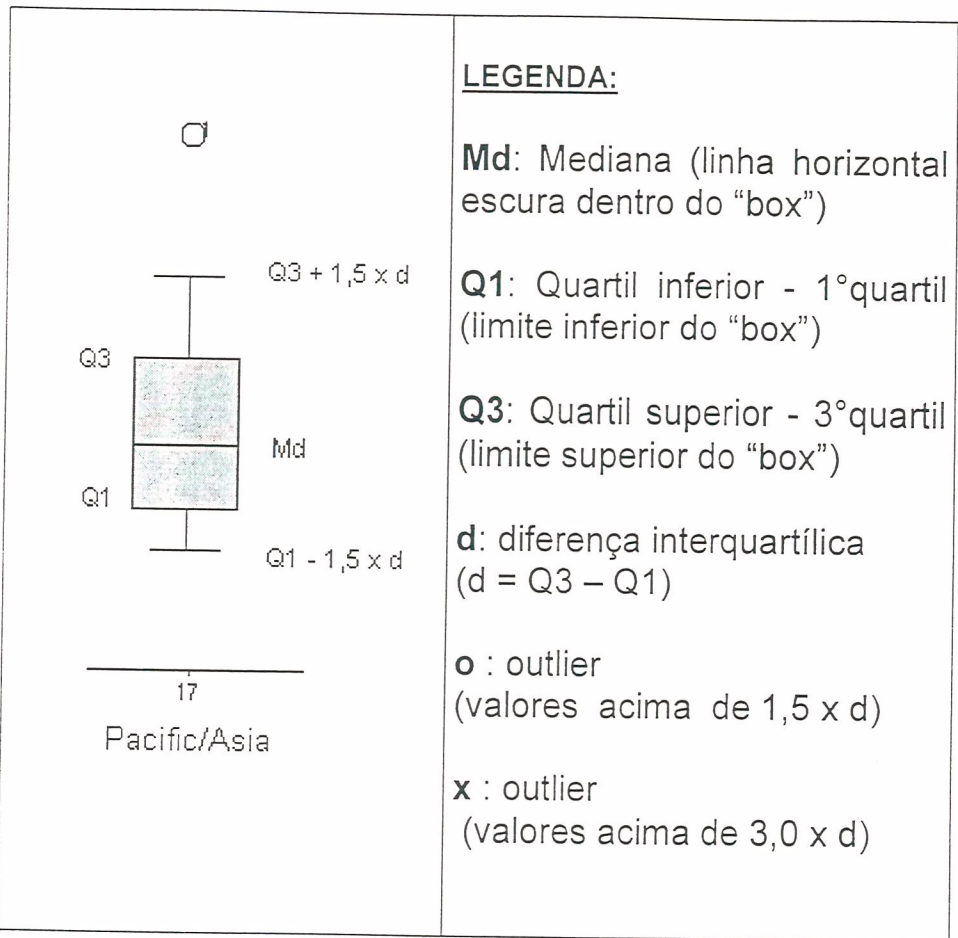 Q3 + 1,5 x d
Q3
Md
Q1
Q1 - 1,5 x d
17
Pacific/Asia
LEGENDA:
Md: Mediana (linha horizontal
escura dentro do “box”)
Q1: Quartil inferior - 1°quartil
(limite inferior do “box”)
Q3: Quartil superior - 3°quartil
(limite superior do “box”)
d: diferença interquartílica
(d = Q3 – Q1)
o : outlier
(valores acima de 1,5 x d)
x : outlier
(valores acima de 3,0 x d)